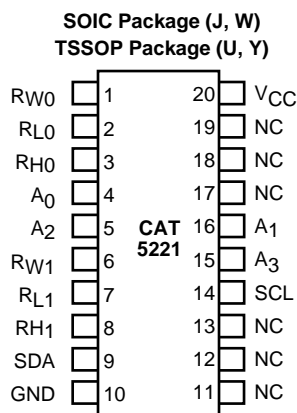 SOIC Package (J, W)
TSSOP Package (U, Y)
RW0 1 20 VCC
RL0 2 19 NC
RH0 3 18 NC
A0 4 17 NC
A2 5 CAT 5221 16 A1
RW1 6 15 A3
RL1 7 14 SCL
RH1 8 13 NC
SDA 9 12 NC
GND 10 11 NC